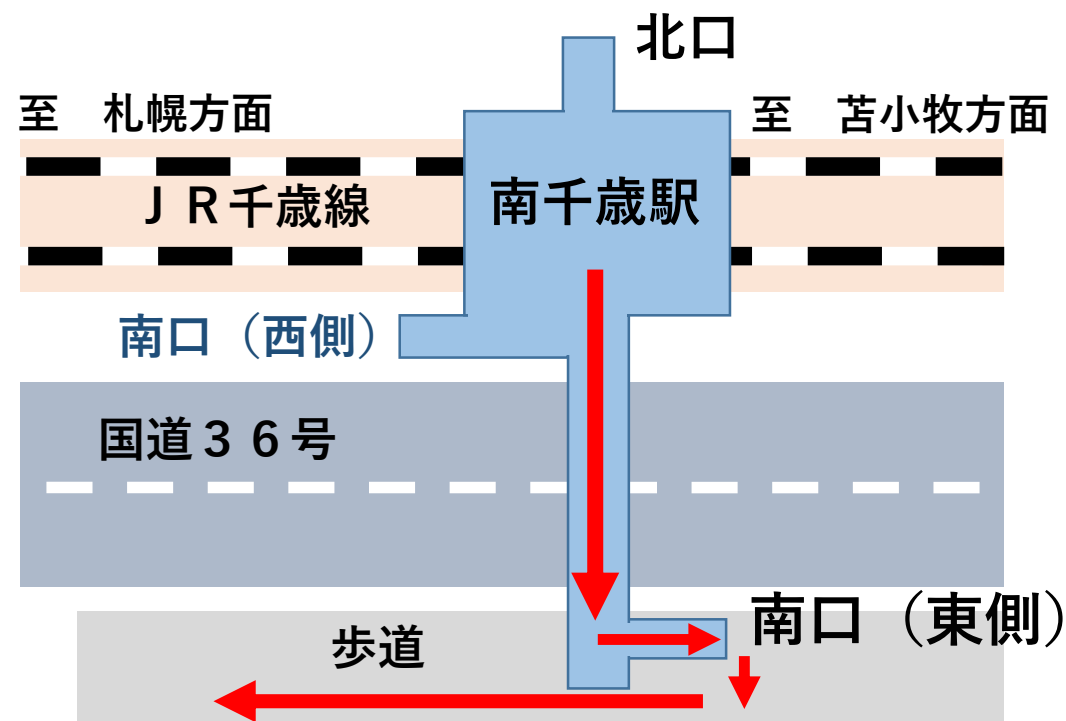 北口
至　札幌方面
至　苫小牧方面
ＪＲ千歳線
南千歳駅
南口（西側）
国道３６号
南口（東側）
歩道